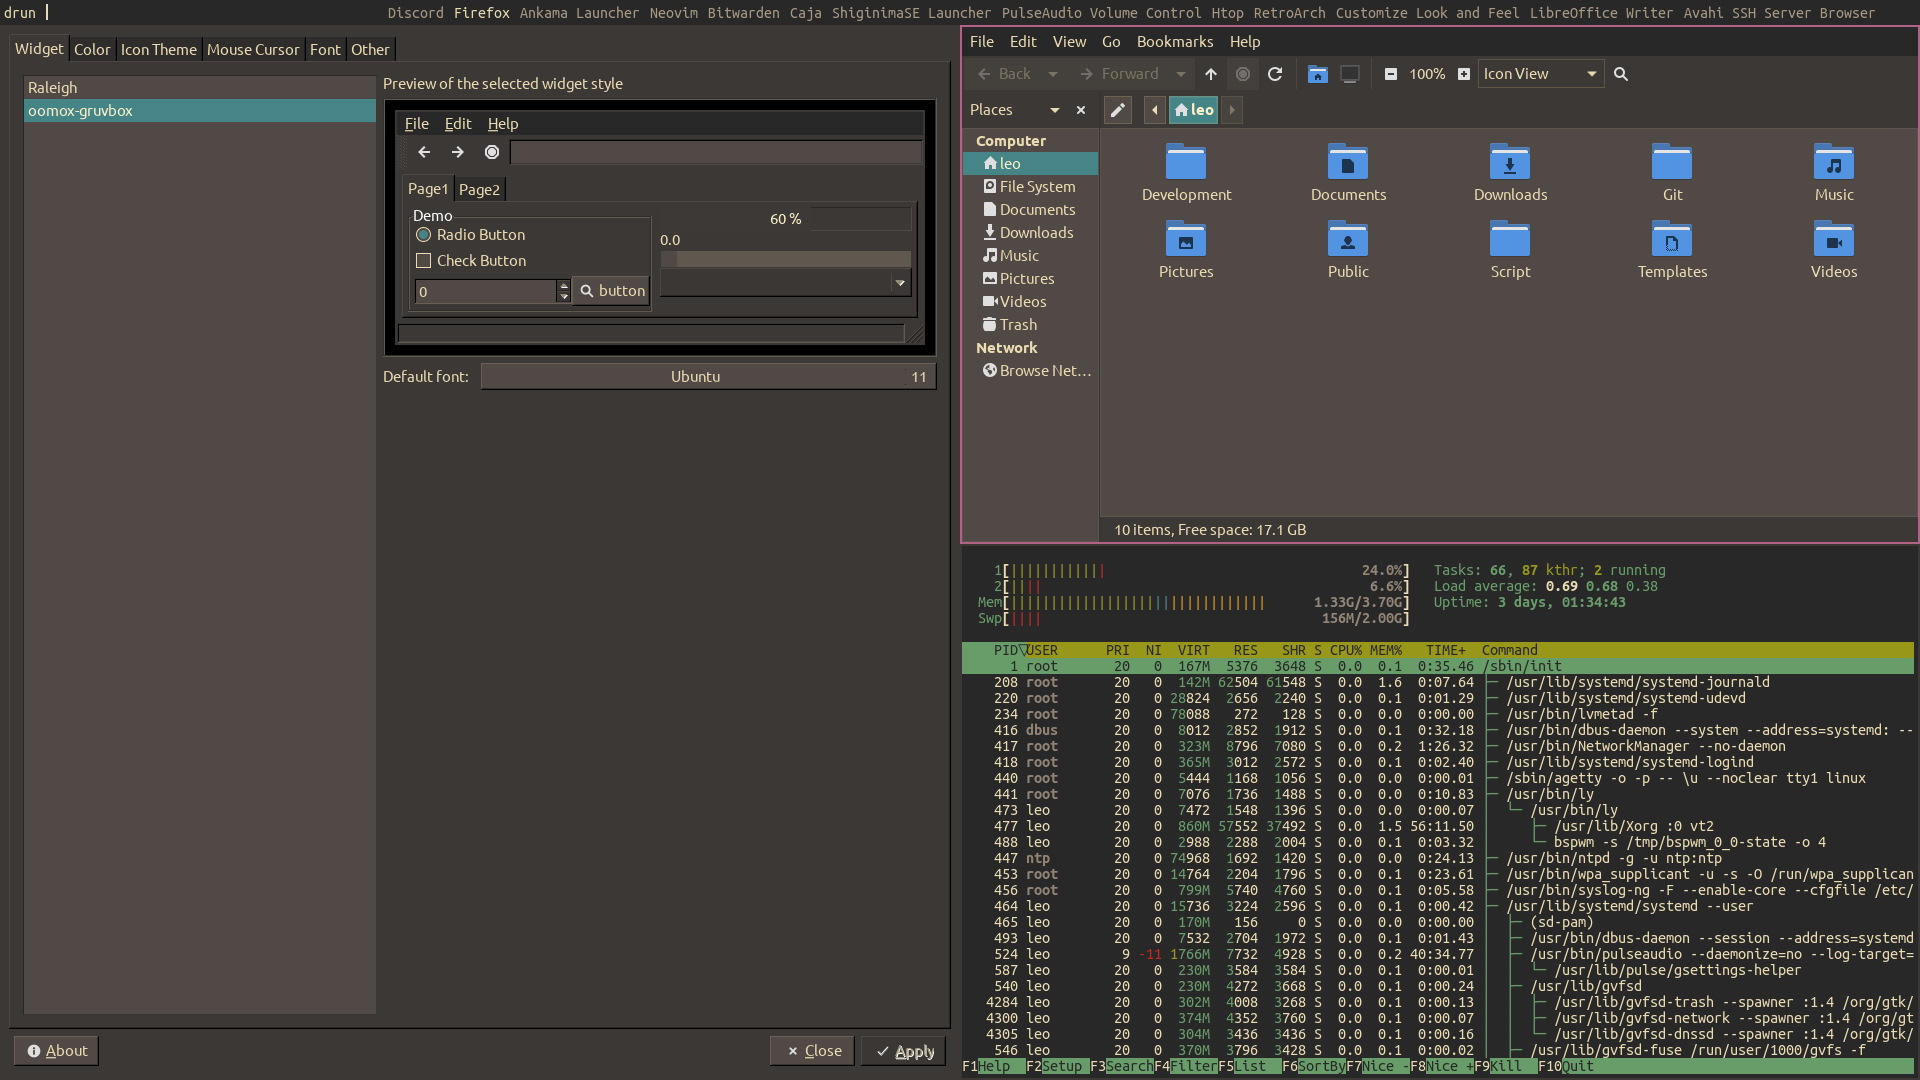 drun Discord Firefox Ankama Launcher Neovim Bitwarden Caja ShiginimaSE Launcher PulseAudio Volume Control Htop RetroArch Customize Look and Feel LibreOffice Writer Avahi SSH Server Browser
Widget Color Icon Theme Mouse Cursor Font Other
Raleigh
oomox-gruvbox
Preview of the selected widget style
File Edit Help
Page1 Page2
Demo
Radio Button
Check Button
0
button
60 %
0.0
Default font: Ubuntu 11
About
Close
Apply
File Edit View Go Bookmarks Help
Back Forward 100% Icon View
Places leo
Computer
leo
File System
Documents
Downloads
Music
Pictures
Videos
Trash
Network
Browse Net...
Development Documents Downloads Git Music
Pictures Public Script Templates Videos
10 items, Free space: 17.1 GB
1[|||||||||||| 24.0%] Tasks: 66, 87 kthr; 2 running
2[|||| 6.6%] Load average: 0.69 0.68 0.38
Mem[|||||||||||||||||||||||||||||||| 1.33G/3.70G] Uptime: 3 days, 01:34:43
Swp[|||| 156M/2.00G]
PID▽USER PRI NI VIRT RES SHR S CPU% MEM% TIME+ Command
1 root 20 0 167M 5376 3648 S 0.0 0.1 0:35.46 /sbin/init
208 root 20 0 142M 62504 61548 S 0.0 1.6 0:07.64 ├─ /usr/lib/systemd/systemd-journald
220 root 20 0 28824 2656 2240 S 0.0 0.1 0:01.29 ├─ /usr/lib/systemd/systemd-udevd
234 root 20 0 78088 272 128 S 0.0 0.0 0:00.00 ├─ /usr/bin/lvmetad -f
416 dbus 20 0 8012 2852 1912 S 0.0 0.1 0:32.18 ├─ /usr/bin/dbus-daemon --system --address=systemd: --
417 root 20 0 323M 8796 7080 S 0.0 0.2 1:26.32 ├─ /usr/bin/NetworkManager --no-daemon
418 root 20 0 365M 3012 2572 S 0.0 0.1 0:02.40 ├─ /usr/lib/systemd/systemd-logind
440 root 20 0 5444 1168 1056 S 0.0 0.0 0:00.01 ├─ /sbin/agetty -o -p -- \u --noclear tty1 linux
441 root 20 0 7076 1736 1488 S 0.0 0.0 0:10.83 ├─ /usr/bin/ly
473 leo 20 0 7472 1548 1396 S 0.0 0.0 0:00.07 │ └─ /usr/bin/ly
477 leo 20 0 860M 57552 37492 S 0.0 1.5 56:11.50 │ ├─ /usr/lib/Xorg :0 vt2
488 leo 20 0 2988 2288 2004 S 0.0 0.1 0:03.32 │ └─ bspwm -s /tmp/bspwm_0_0-state -o 4
447 ntp 20 0 74968 1692 1420 S 0.0 0.0 0:24.13 ├─ /usr/bin/ntpd -g -u ntp:ntp
453 root 20 0 14764 2204 1796 S 0.0 0.1 0:23.61 ├─ /usr/bin/wpa_supplicant -u -s -O /run/wpa_supplican
456 root 20 0 799M 5740 4760 S 0.0 0.1 0:05.58 ├─ /usr/bin/syslog-ng -F --enable-core --cfgfile /etc/
464 leo 20 0 15736 3224 2596 S 0.0 0.1 0:00.42 ├─ /usr/lib/systemd/systemd --user
465 leo 20 0 170M 156 0 S 0.0 0.0 0:00.00 │ ├─ (sd-pam)
493 leo 20 0 7532 2704 1972 S 0.0 0.1 0:01.43 │ ├─ /usr/bin/dbus-daemon --session --address=systemd
524 leo 9 -11 1766M 7732 4928 S 0.0 0.2 40:34.77 │ ├─ /usr/bin/pulseaudio --daemonize=no --log-target=
587 leo 20 0 230M 3584 3584 S 0.0 0.1 0:00.01 │ │ └─ /usr/lib/pulse/gsettings-helper
540 leo 20 0 230M 4272 3668 S 0.0 0.1 0:00.24 │ ├─ /usr/lib/gvfsd
4284 leo 20 0 302M 4008 3268 S 0.0 0.1 0:00.13 │ │ ├─ /usr/lib/gvfsd-trash --spawner :1.4 /org/gtk/
4300 leo 20 0 374M 4352 3760 S 0.0 0.1 0:00.07 │ │ ├─ /usr/lib/gvfsd-network --spawner :1.4 /org/gt
4305 leo 20 0 304M 3436 3436 S 0.0 0.1 0:00.16 │ │ └─ /usr/lib/gvfsd-dnssd --spawner :1.4 /org/gtk/
546 leo 20 0 370M 3796 3428 S 0.0 0.1 0:00.02 │ ├─ /usr/lib/gvfsd-fuse /run/user/1000/gvfs -f
F1Help F2Setup F3SearchF4FilterF5List F6SortByF7Nice -F8Nice +F9Kill F10Quit